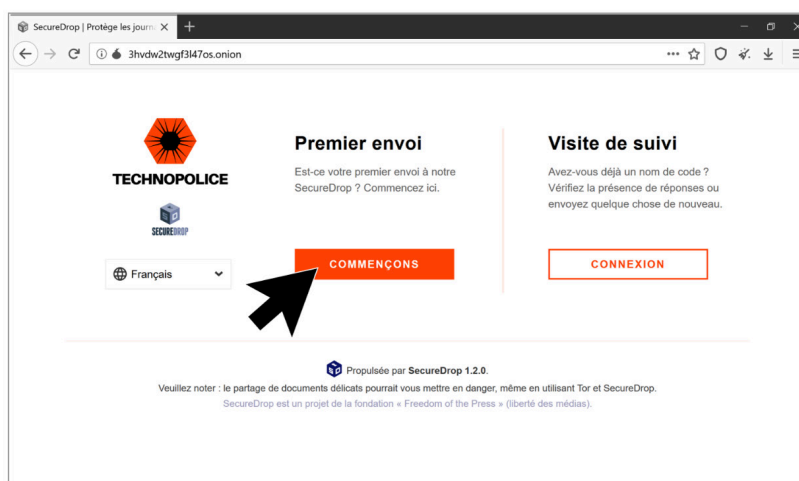 SecureDrop | Protège les journ
3hvdw2twgf3l47os.onion
TECHNOPOLICE
SECUREDROP
Français
Premier envoi
Est-ce votre premier envoi à notre
SecureDrop ? Commencez ici.
COMMENÇONS
Visite de suivi
Avez-vous déjà un nom de code ?
Vérifiez la présence de réponses ou
envoyez quelque chose de nouveau.
CONNEXION
Propulsée par SecureDrop 1.2.0.
Veuillez noter : le partage de documents délicats pourrait vous mettre en danger, même en utilisant Tor et SecureDrop.
SecureDrop est un projet de la fondation « Freedom of the Press » (liberté des médias).